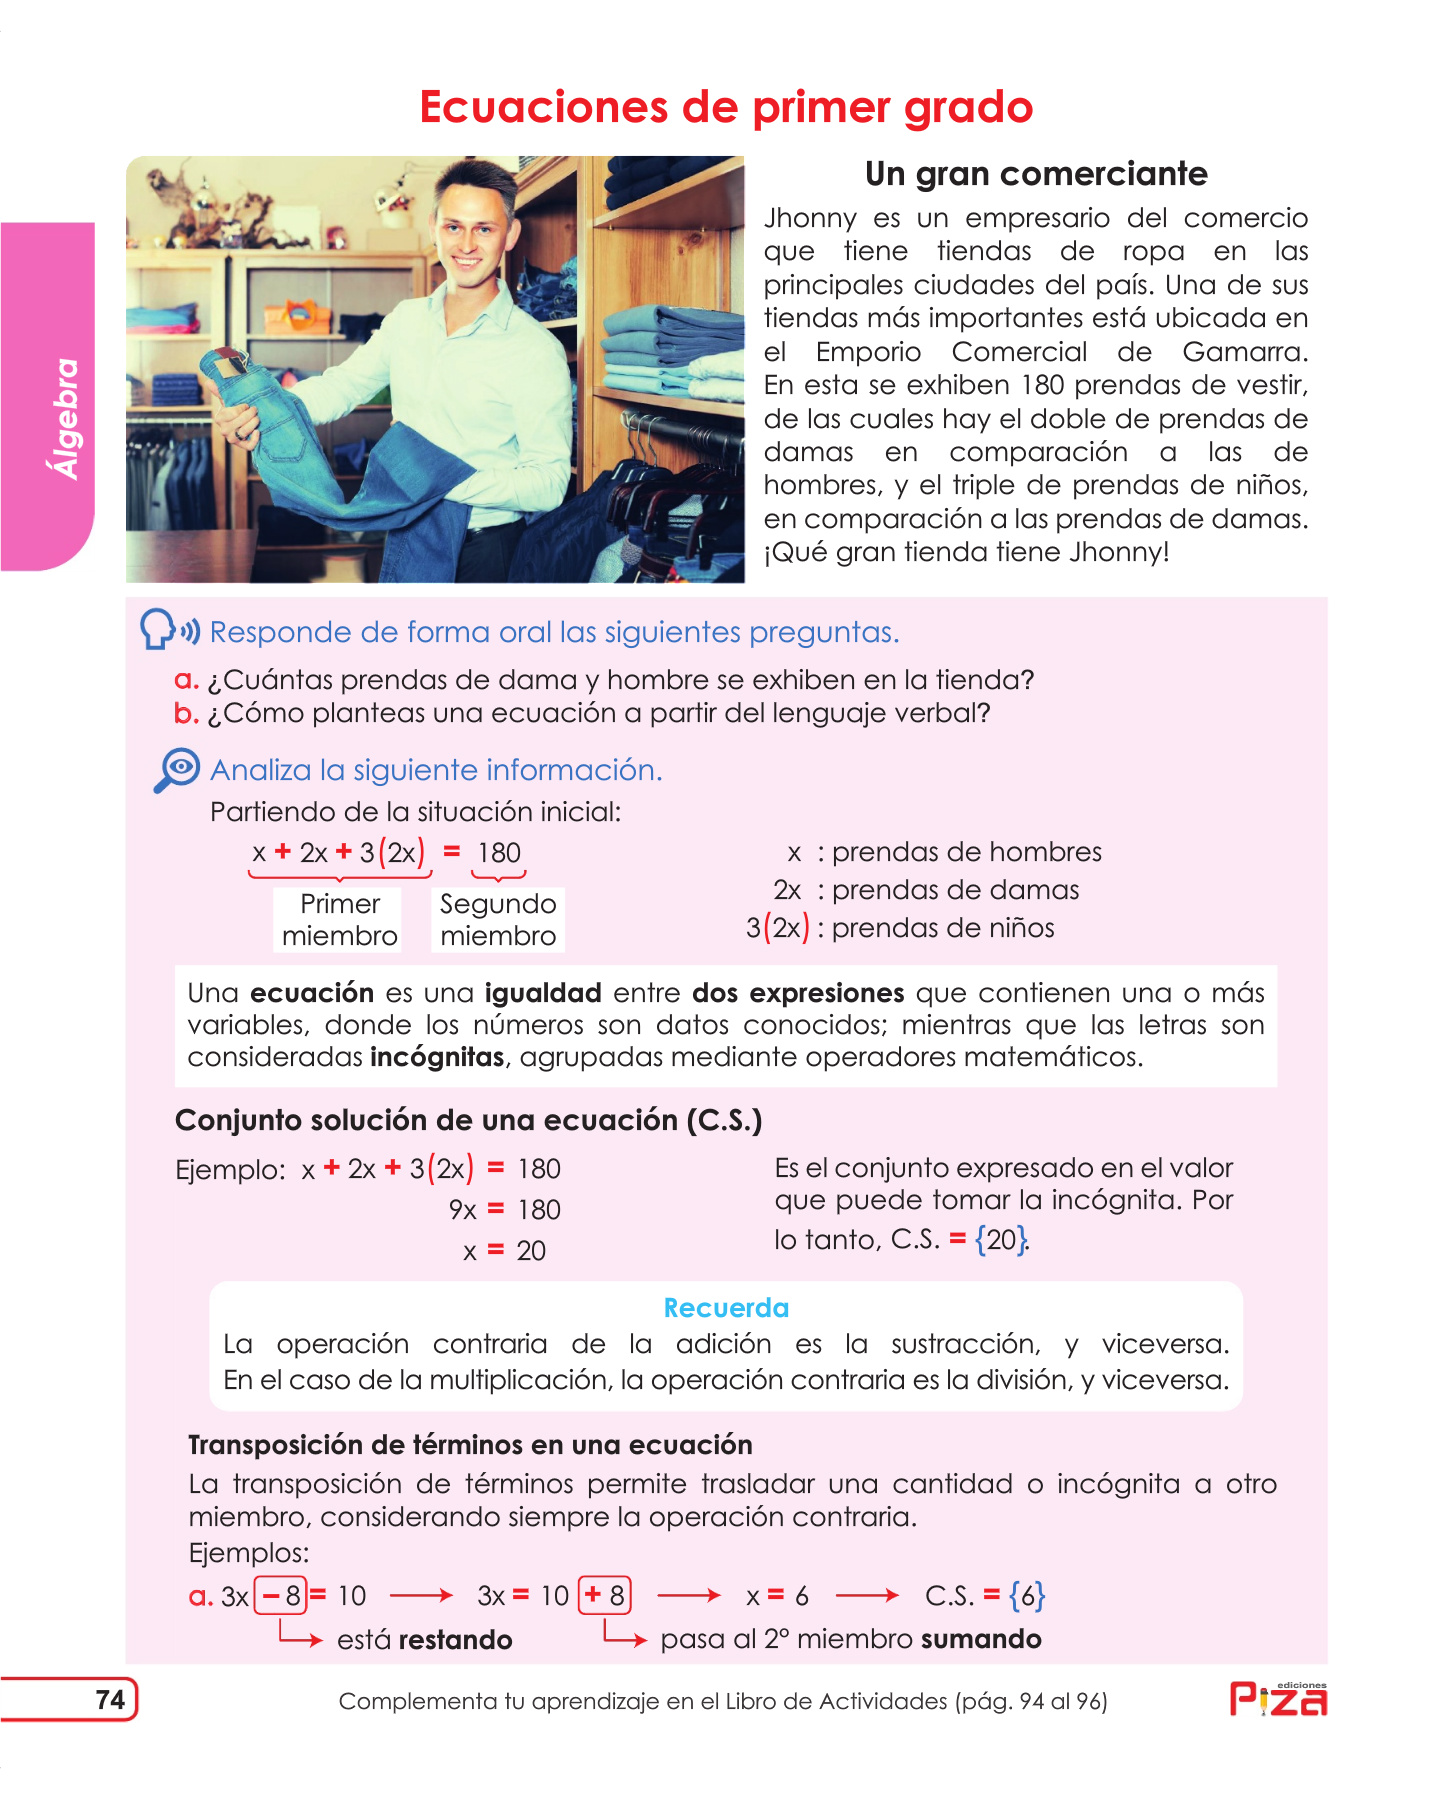 Ecuaciones de primer grado
Un gran comerciante
Jhonny es un empresario del comercio
que tiene tiendas de ropa en las
principales ciudades del país. Una de sus
tiendas más importantes está ubicada en
el Emporio Comercial de Gamarra.
En esta se exhiben 180 prendas de vestir,
de las cuales hay el doble de prendas de
damas en comparación a las de
hombres, y el triple de prendas de niños,
en comparación a las prendas de damas.
¡Qué gran tienda tiene Jhonny!
Álgebra
Responde de forma oral las siguientes preguntas.
a. ¿Cuántas prendas de dama y hombre se exhiben en la tienda?
b. ¿Cómo planteas una ecuación a partir del lenguaje verbal?
Analiza la siguiente información.
Partiendo de la situación inicial:
x + 2x + 3(2x) = 180
Primer
miembro
Segundo
miembro
x : prendas de hombres
2x : prendas de damas
3(2x) : prendas de niños
Una ecuación es una igualdad entre dos expresiones que contienen una o más
variables, donde los números son datos conocidos; mientras que las letras son
consideradas incógnitas, agrupadas mediante operadores matemáticos.
Conjunto solución de una ecuación (C.S.)
Ejemplo: x + 2x + 3(2x) = 180
9x = 180
x = 20
Es el conjunto expresado en el valor
que puede tomar la incógnita. Por
lo tanto, C.S. = {20}.
Recuerda
La operación contraria de la adición es la sustracción, y viceversa.
En el caso de la multiplicación, la operación contraria es la división, y viceversa.
Transposición de términos en una ecuación
La transposición de términos permite trasladar una cantidad o incógnita a otro
miembro, considerando siempre la operación contraria.
Ejemplos:
a. 3x – 8 = 10 → 3x = 10 + 8 → x = 6 → C.S. = {6}
está restando
pasa al 2° miembro sumando
74
Complementa tu aprendizaje en el Libro de Actividades (pág. 94 al 96)
ediciones
Piza